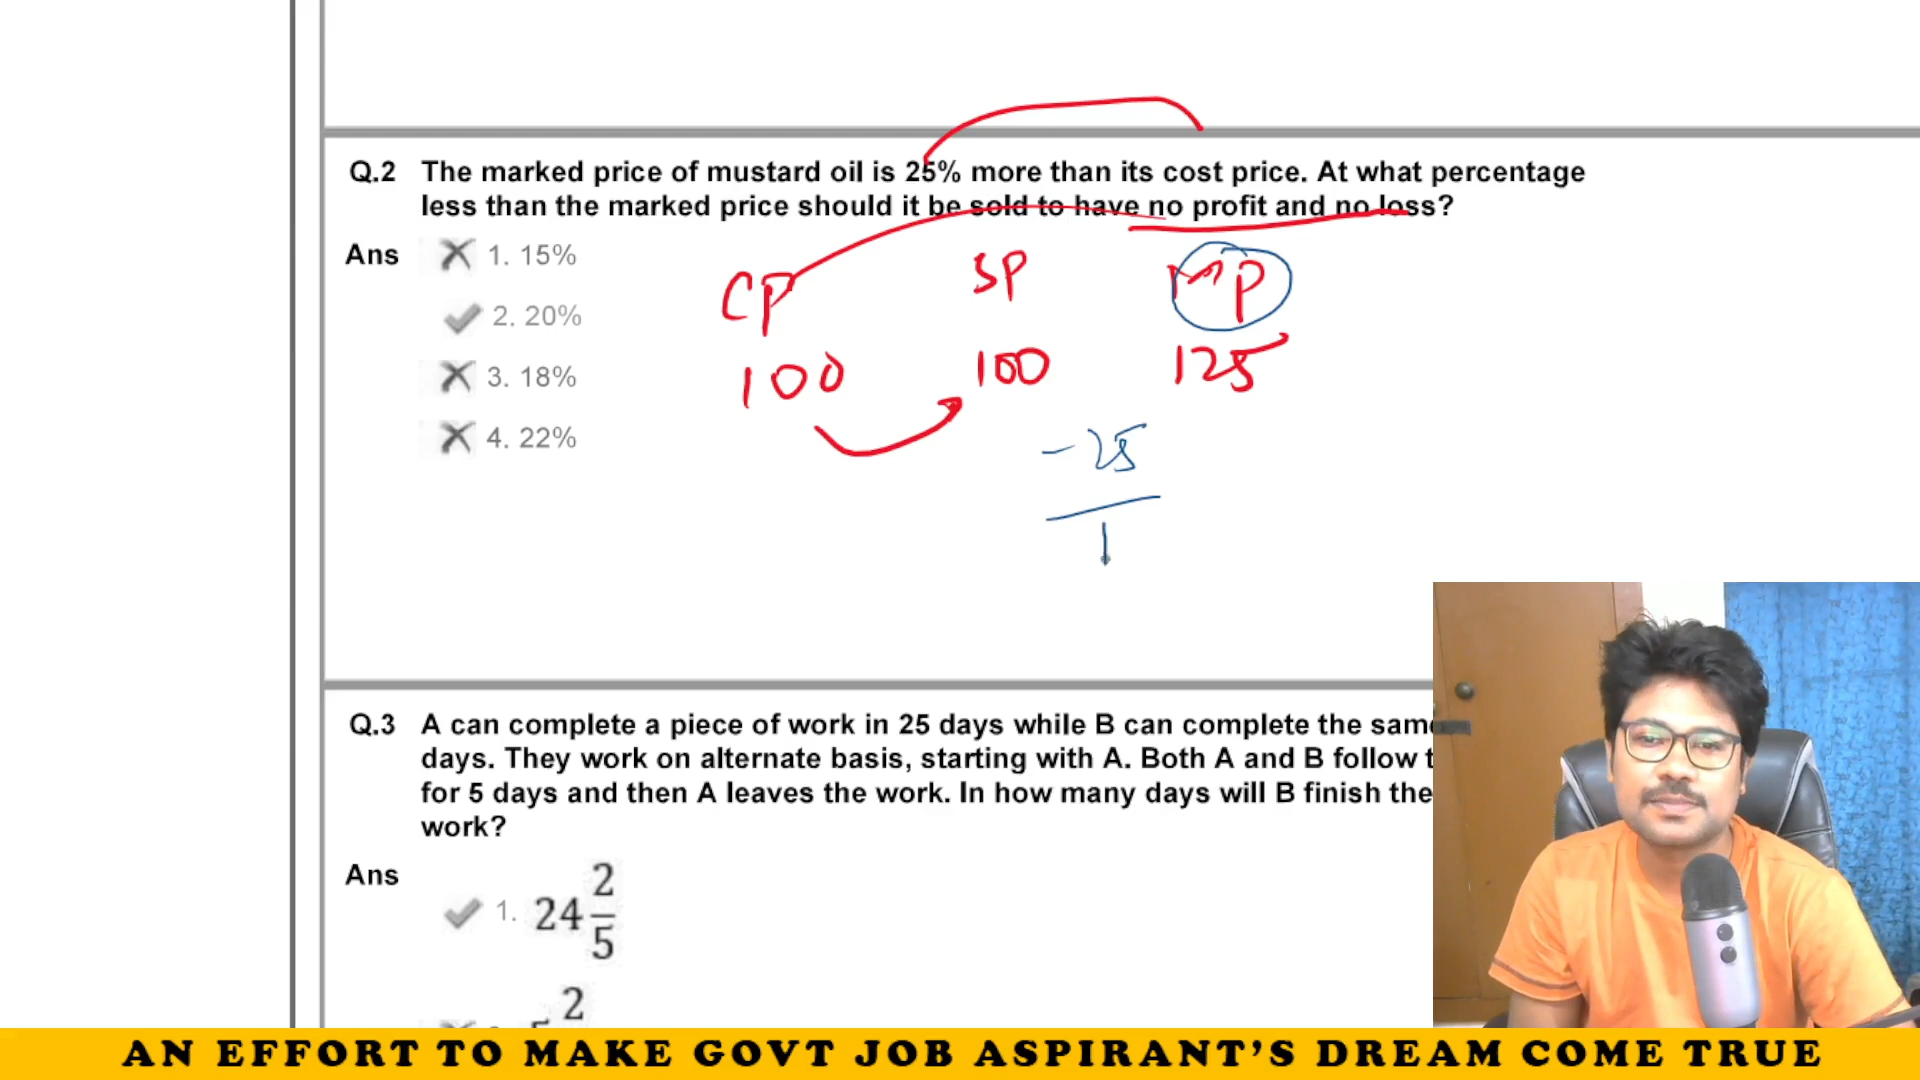 Q.2 The marked price of mustard oil is 25% more than its cost price. At what percentage
less than the marked price should it be sold to have no profit and no loss?
Ans 1. 15%
2. 20%
3. 18%
4. 22%
CP SP MP
100 100 125
-25
1
Q.3 A can complete a piece of work in 25 days while B can complete the sam
days. They work on alternate basis, starting with A. Both A and B follow t
for 5 days and then A leaves the work. In how many days will B finish the
work?
Ans 1. 24 2/5
2
AN EFFORT TO MAKE GOVT JOB ASPIRANT'S DREAM COME TRUE